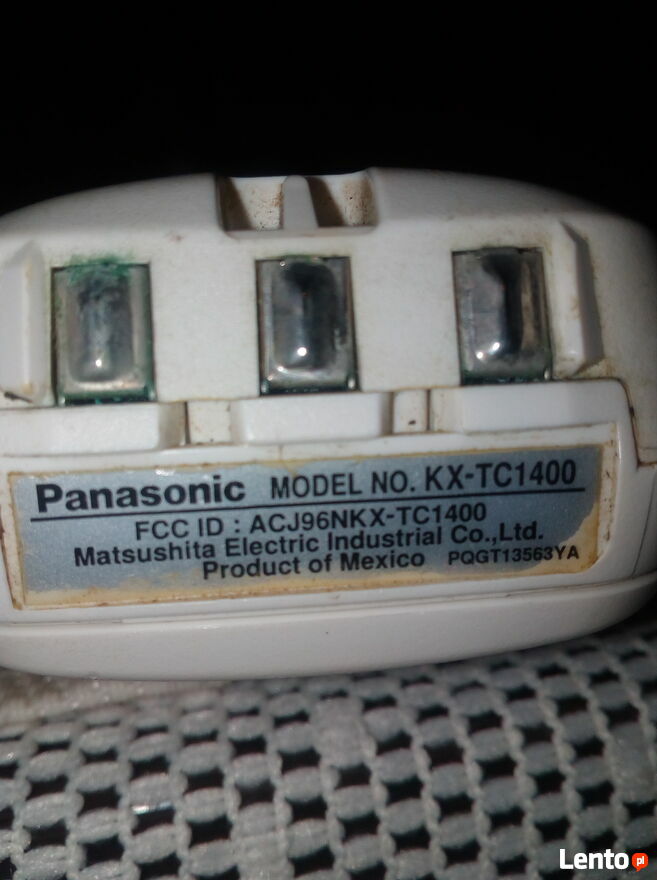 Panasonic MODEL NO. KX-TC1400
FCC ID : ACJ96NKX-TC1400
Matsushita Electric Industrial Co.,Ltd.
Product of Mexico PQGT13563YA
Lento.pl